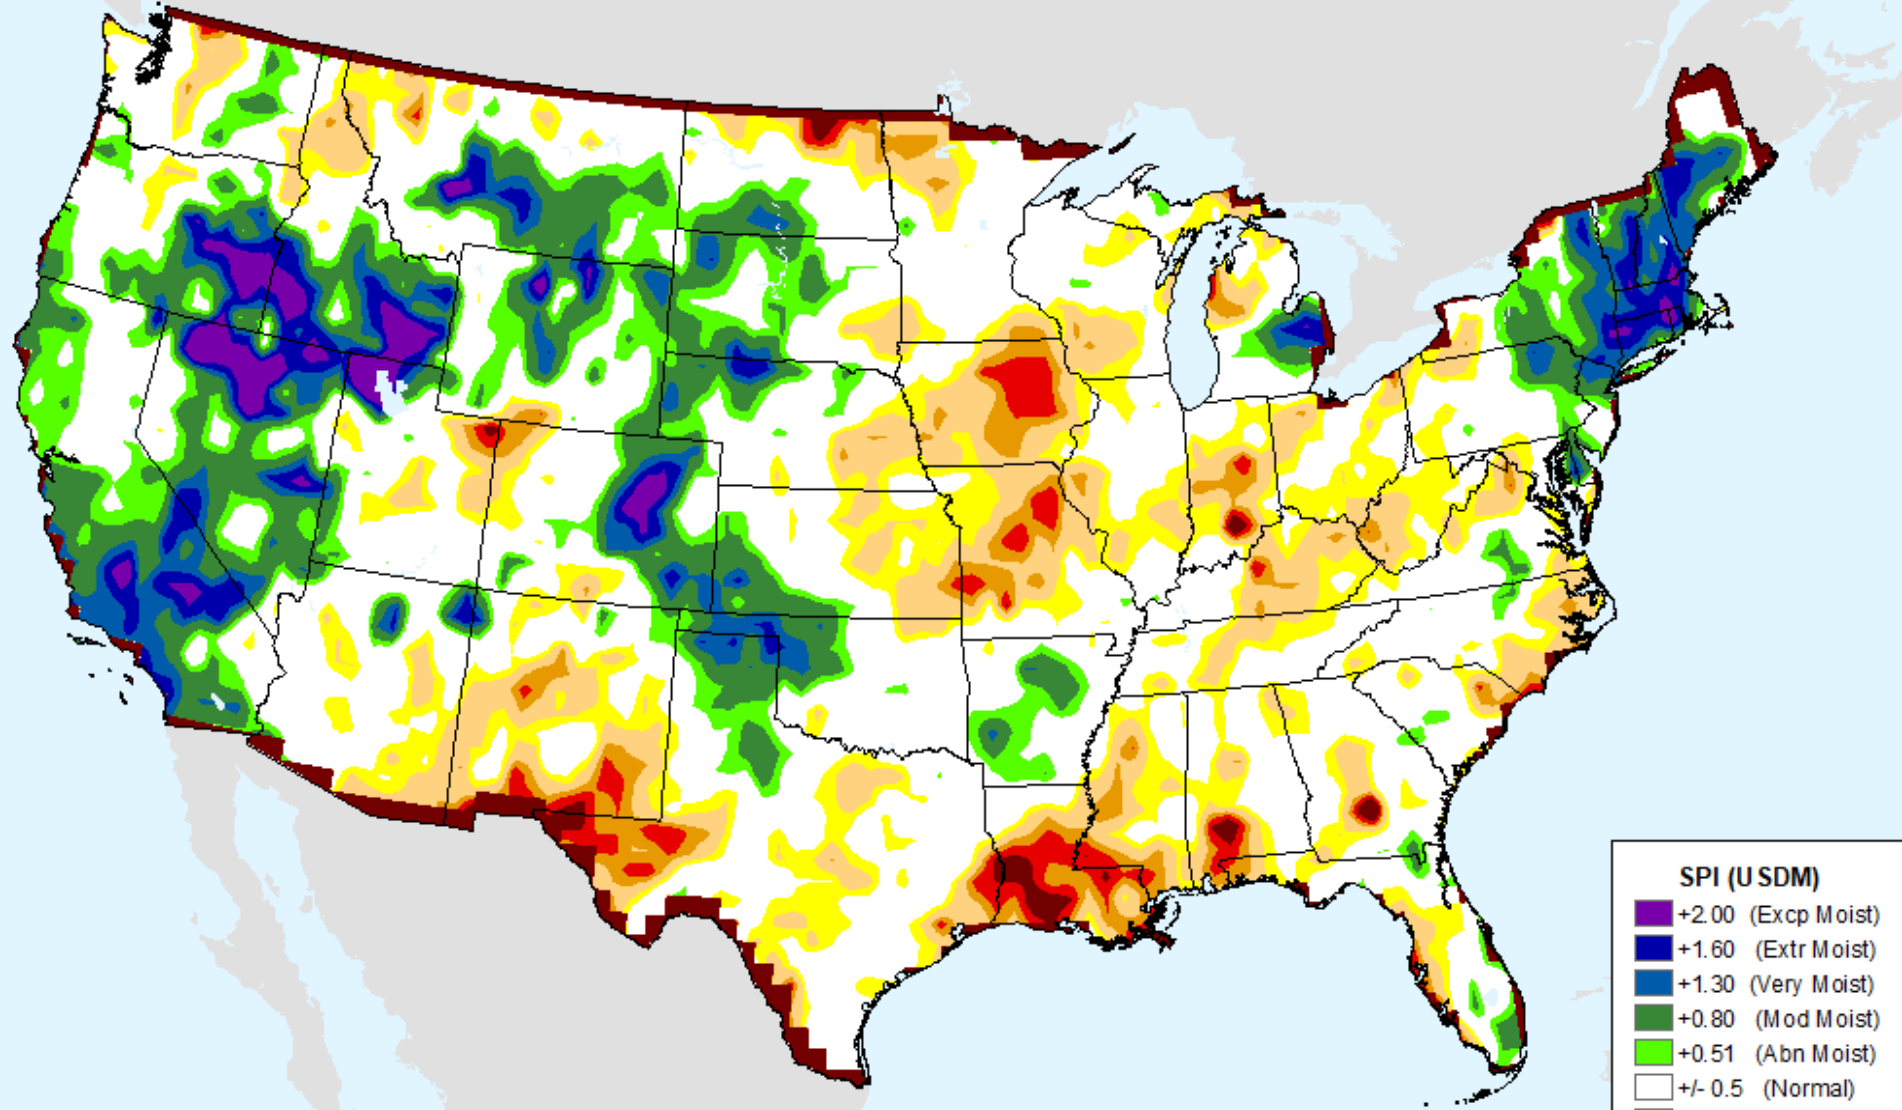 SPI (USDM)
+2.00 (Excp Moist)
+1.60 (Extr Moist)
+1.30 (Very Moist)
+0.80 (Mod Moist)
+0.51 (Abn Moist)
+/- 0.5 (Normal)